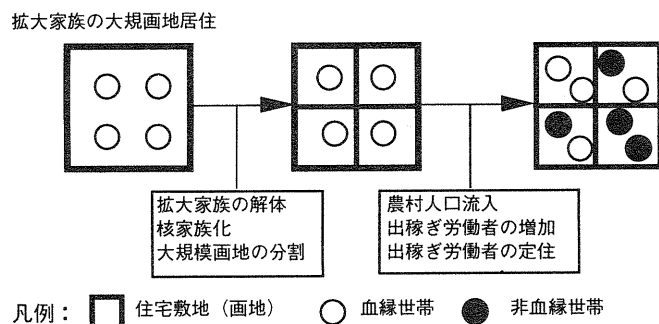 拡大家族の大規画地居住
拡大家族の解体
核家族化
大規模画地の分割
農村人口流入
出稼ぎ労働者の増加
出稼ぎ労働者の定住
凡例： 住宅敷地（画地） 血縁世帯 非血縁世帯